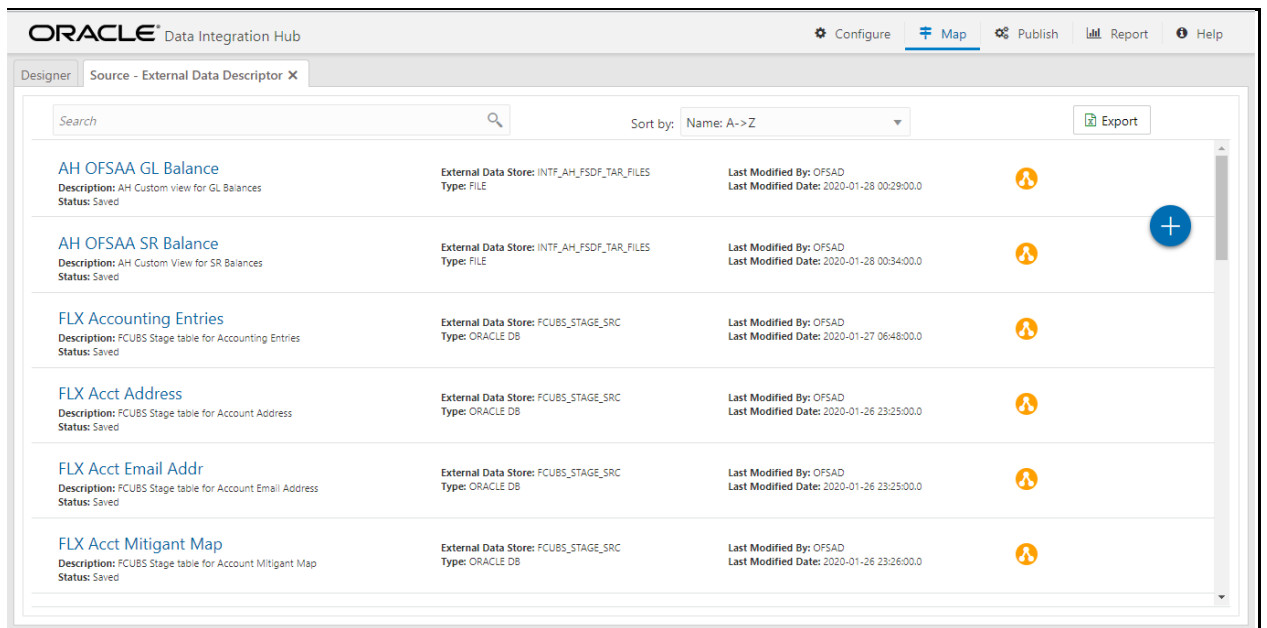 ORACLE® Data Integration Hub
Configure
Map
Publish
Report
Help
Designer
Source - External Data Descriptor X
Search
Sort by: Name: A->Z
Export
AH OFSAA GL Balance
Description: AH Custom view for GL Balances
Status: Saved
External Data Store: INTF_AH_FSDF_TAR_FILES
Type: FILE
Last Modified By: OFSAD
Last Modified Date: 2020-01-28 00:29:00.0
AH OFSAA SR Balance
Description: AH Custom View for SR Balances
Status: Saved
External Data Store: INTF_AH_FSDF_TAR_FILES
Type: FILE
Last Modified By: OFSAD
Last Modified Date: 2020-01-28 00:34:00.0
FLX Accounting Entries
Description: FCUBS Stage table for Accounting Entries
Status: Saved
External Data Store: FCUBS_STAGE_SRC
Type: ORACLE DB
Last Modified By: OFSAD
Last Modified Date: 2020-01-27 06:48:00.0
FLX Acct Address
Description: FCUBS Stage table for Account Address
Status: Saved
External Data Store: FCUBS_STAGE_SRC
Type: ORACLE DB
Last Modified By: OFSAD
Last Modified Date: 2020-01-26 23:25:00.0
FLX Acct Email Addr
Description: FCUBS Stage table for Account Email Address
Status: Saved
External Data Store: FCUBS_STAGE_SRC
Type: ORACLE DB
Last Modified By: OFSAD
Last Modified Date: 2020-01-26 23:25:00.0
FLX Acct Mitigant Map
Description: FCUBS Stage table for Account Mitigant Map
Status: Saved
External Data Store: FCUBS_STAGE_SRC
Type: ORACLE DB
Last Modified By: OFSAD
Last Modified Date: 2020-01-26 23:26:00.0